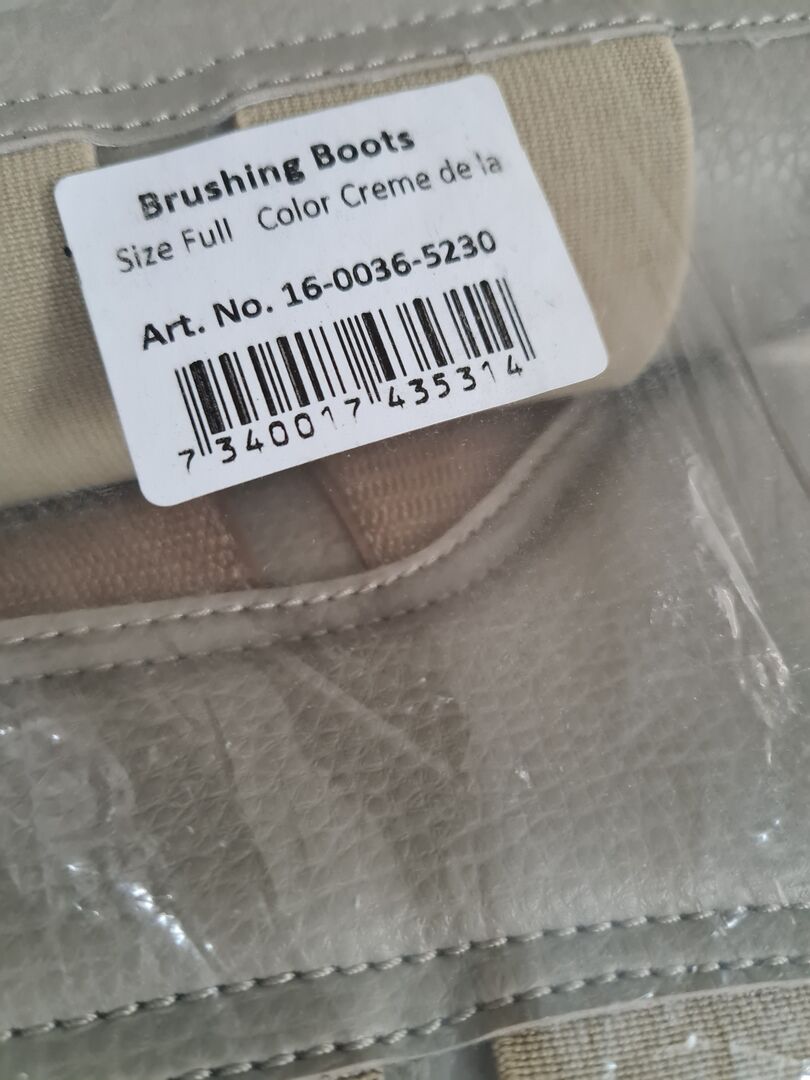 Brushing Boots
Size Full Color Creme de la
Art. No. 16-0036-5230
7 340017 435314